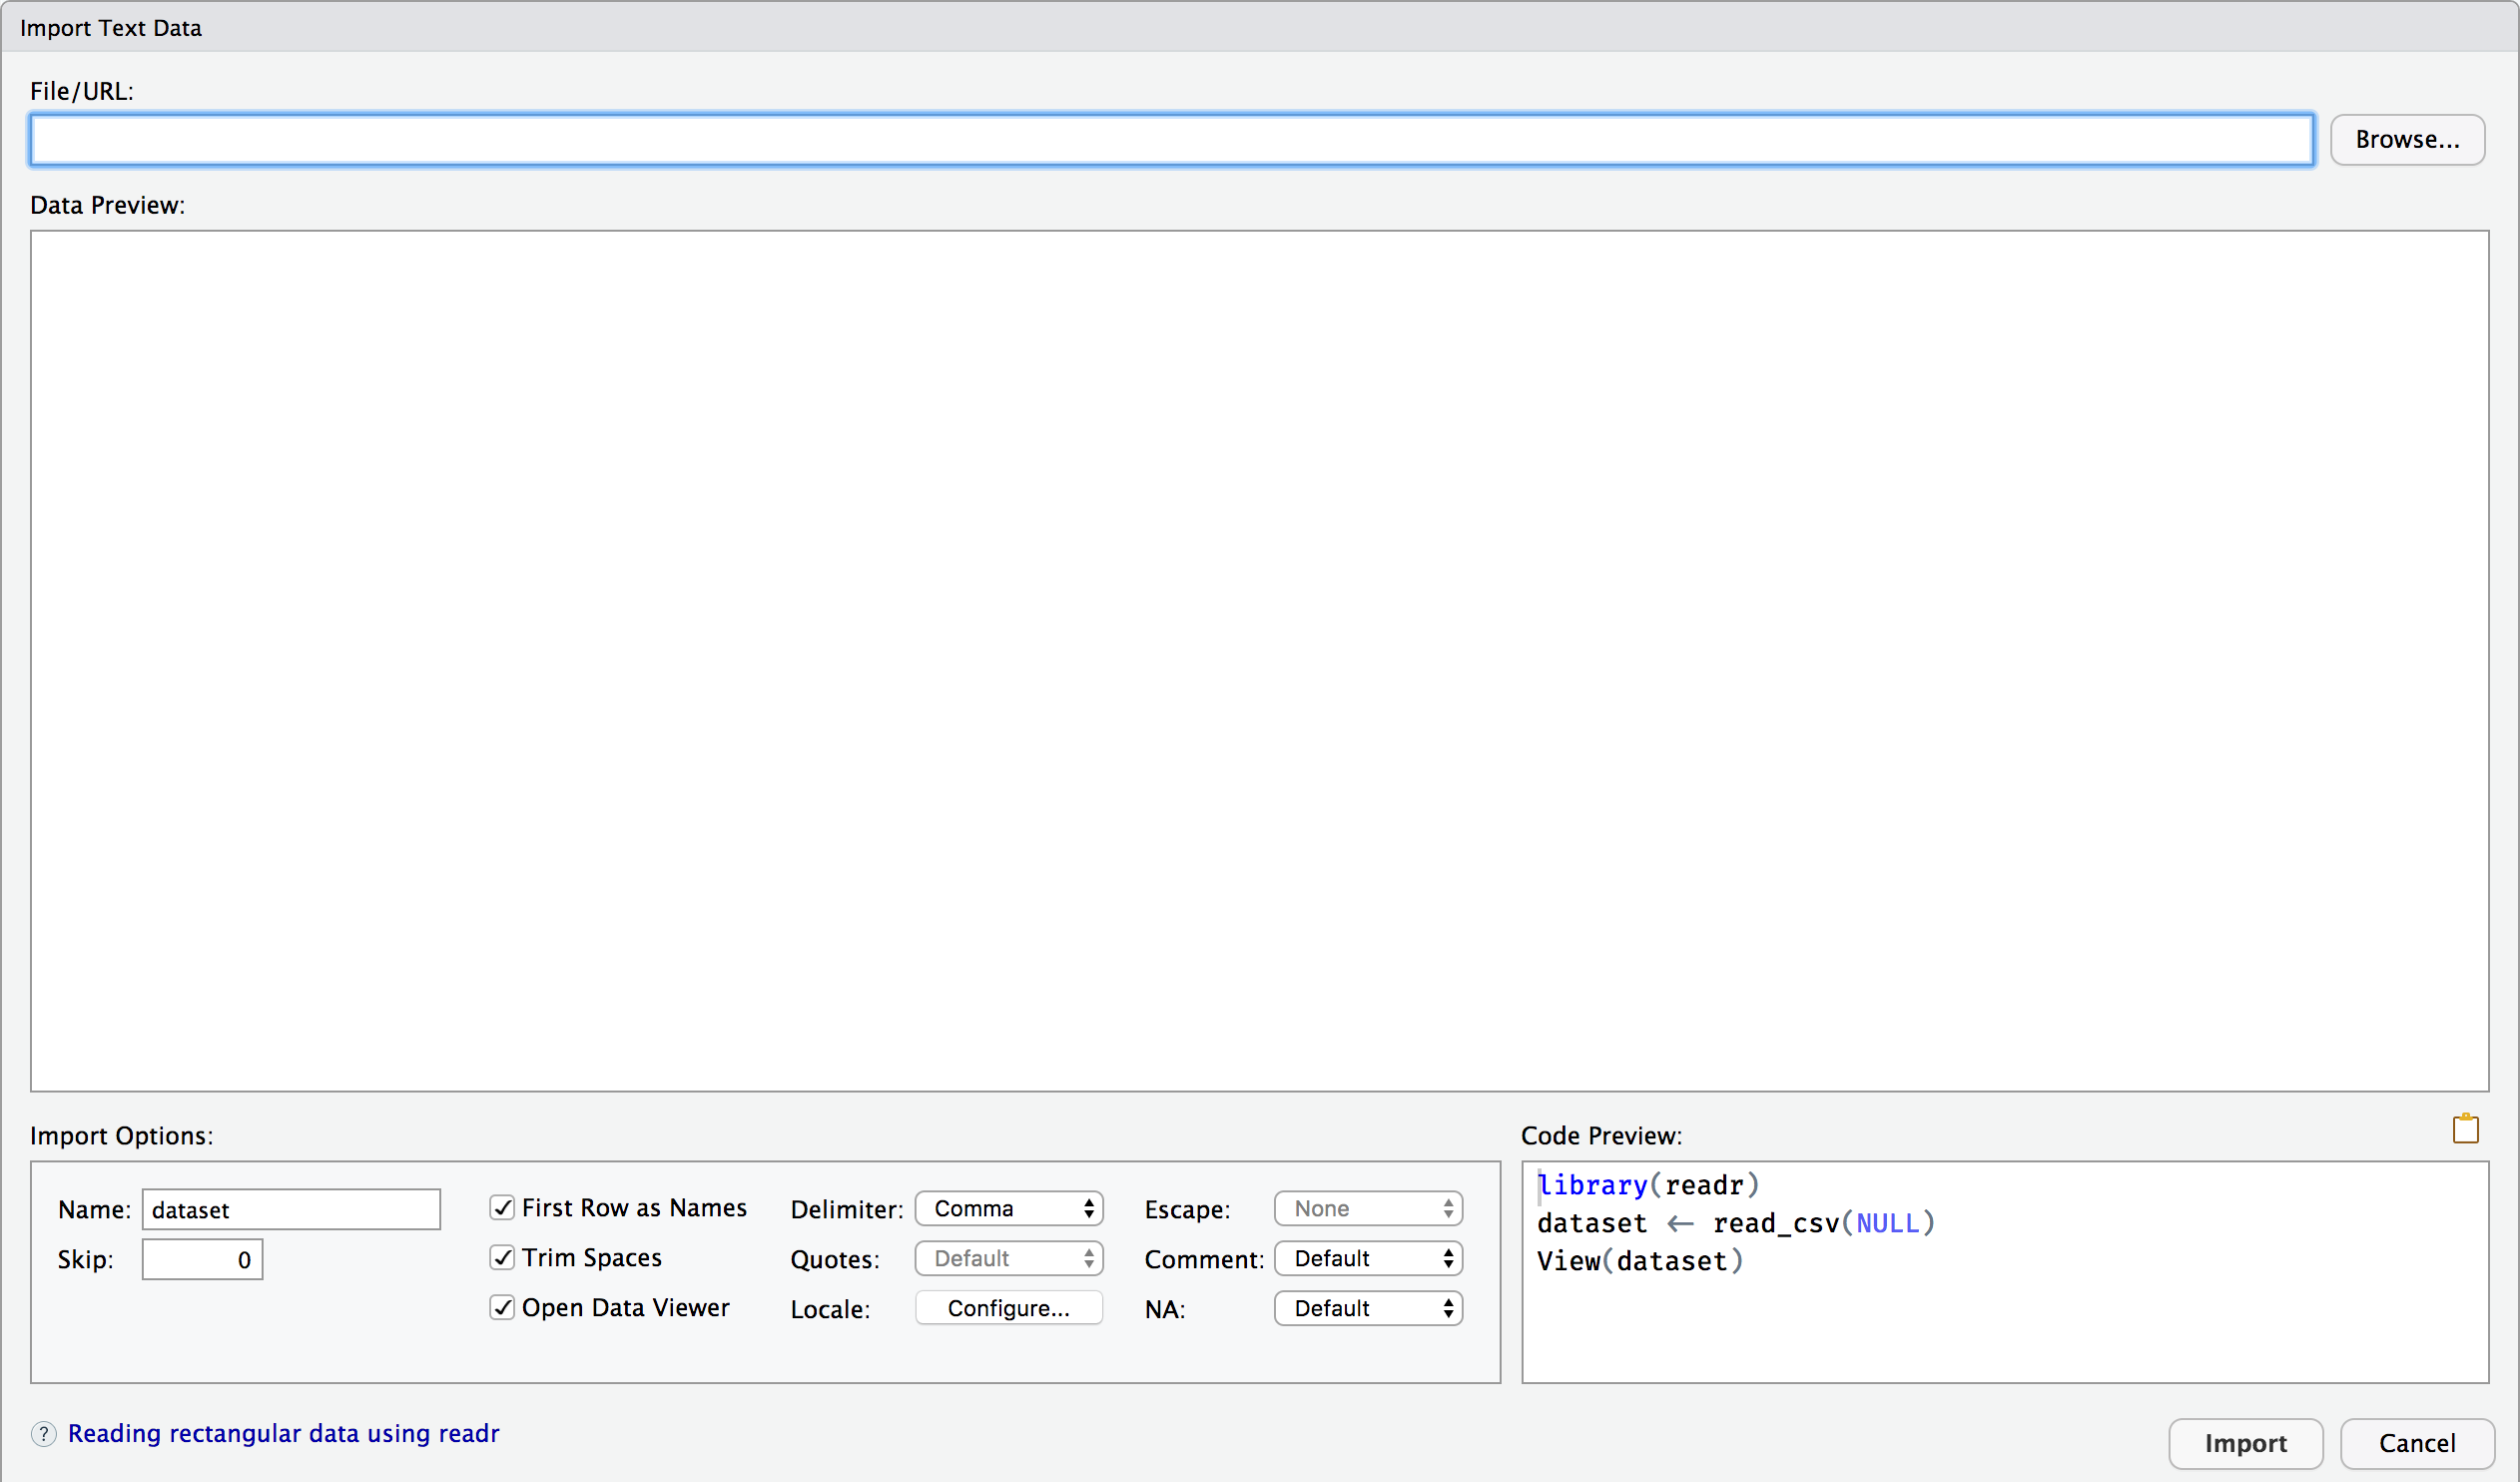 Import Text Data
File/URL:
Browse...
Data Preview:
Import Options:
Code Preview:
Name: dataset
Skip: 0
First Row as Names
Trim Spaces
Open Data Viewer
Delimiter: Comma
Quotes: Default
Locale: Configure...
Escape: None
Comment: Default
NA: Default
library(readr)
dataset <- read_csv(NULL)
View(dataset)
? Reading rectangular data using readr
Import
Cancel